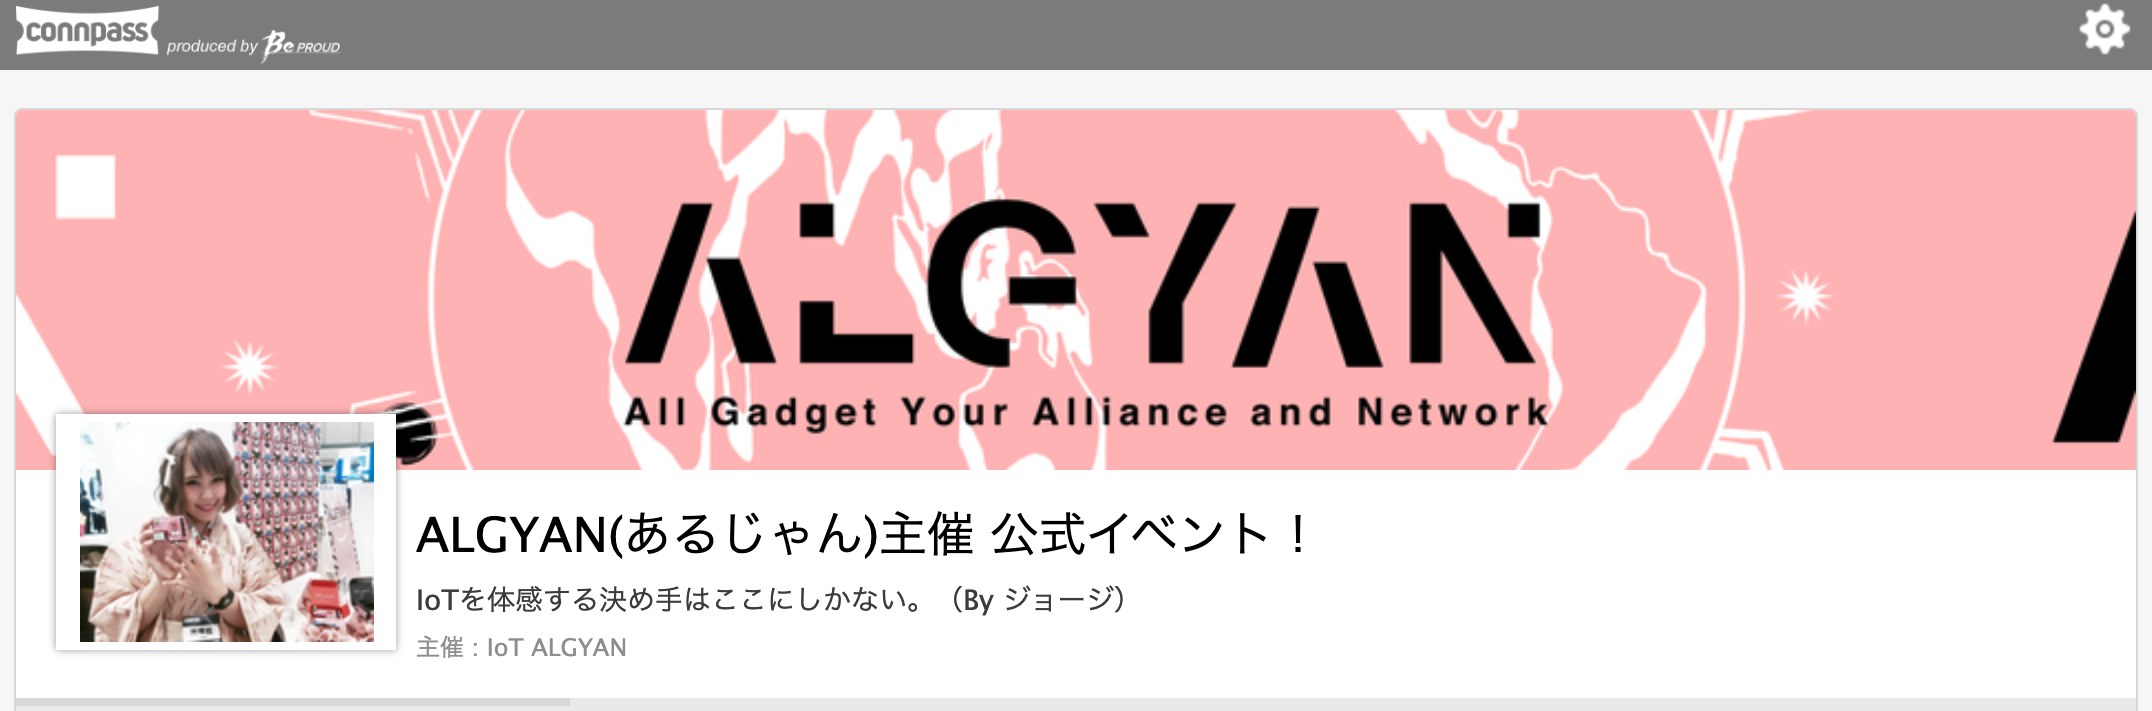 connpass
produced by Be PROUD
ALGYAN
All Gadget Your Alliance and Network
ALGYAN(あるじゃん)主催 公式イベント！
IoTを体感する決め手はここにしかない。（By ジョージ）
主催：IoT ALGYAN